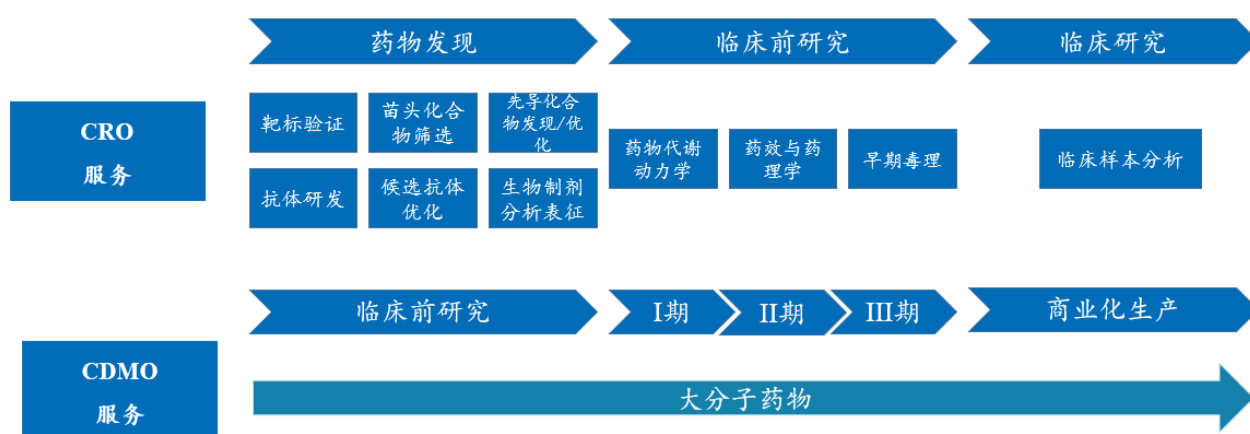 药物发现
临床前研究
临床研究
CRO
服务
靶标验证
苗头化合
物筛选
先导化合
物发现/优
化
抗体研发
候选抗体
优化
生物制剂
分析表征
药物代谢
动力学
药效与药
理学
早期毒理
临床样本分析
临床前研究
I期
II期
III期
商业化生产
CDMO
服务
大分子药物